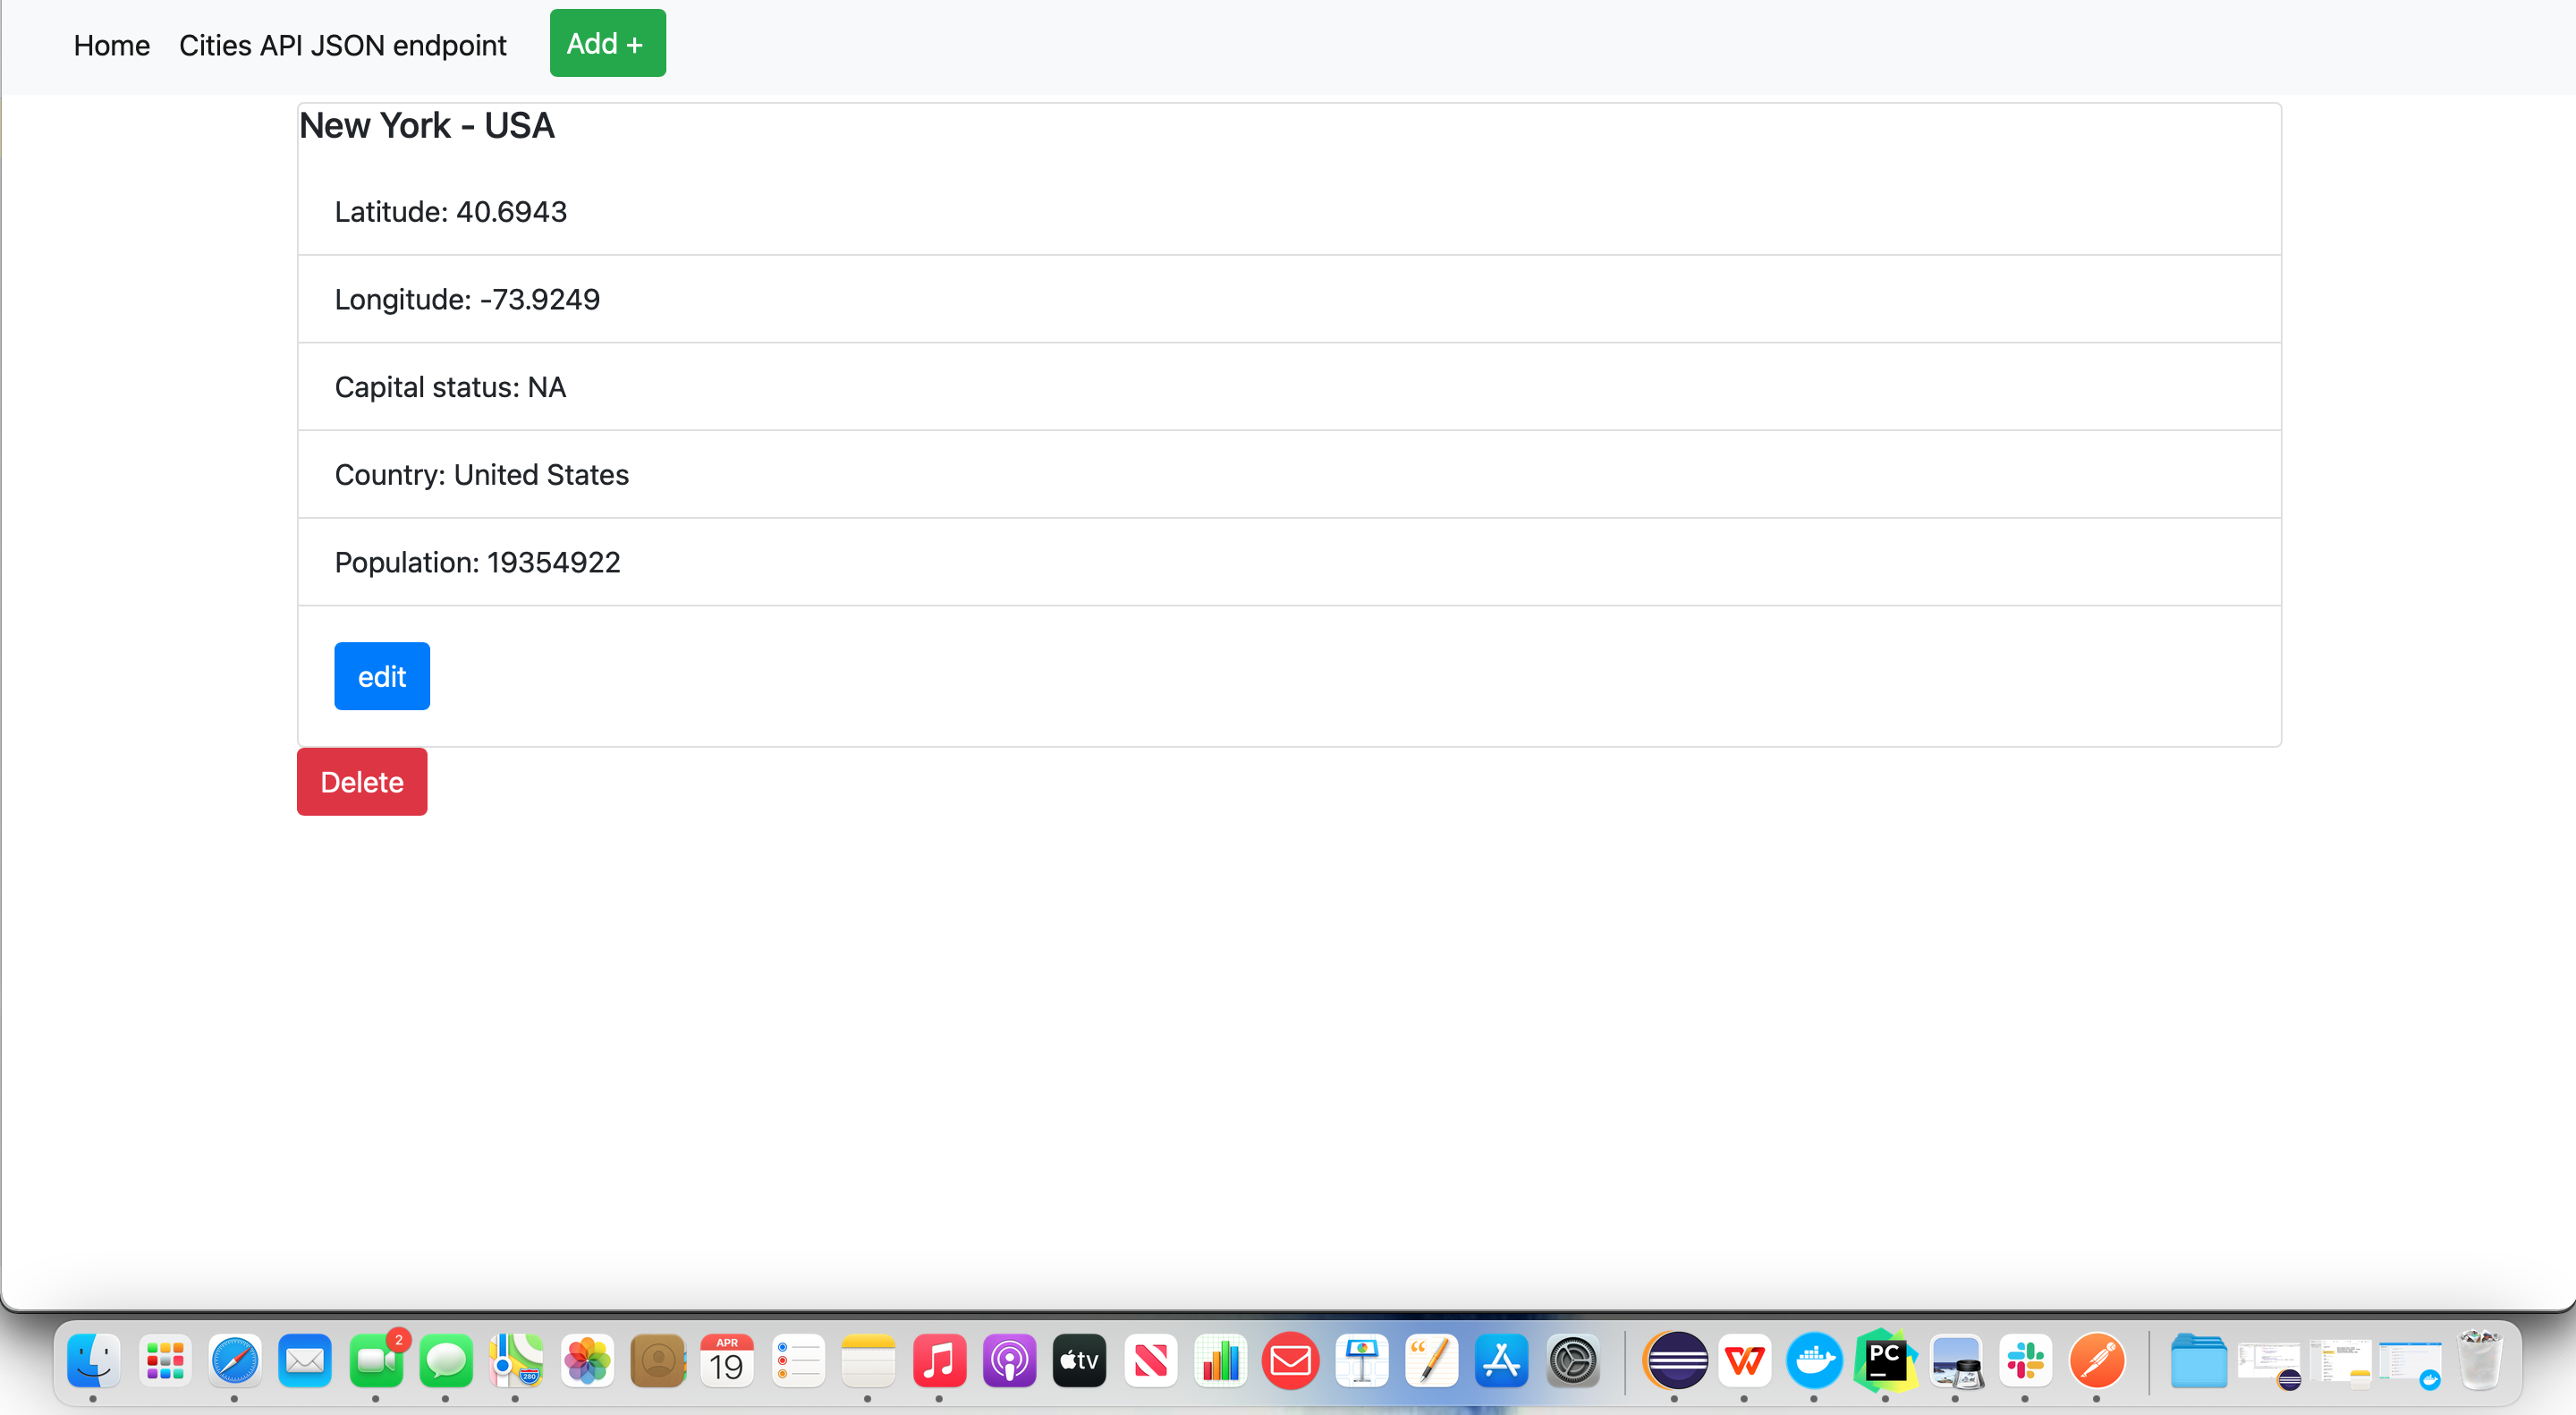 Home Cities API JSON endpoint Add +
New York - USA
Latitude: 40.6943
Longitude: -73.9249
Capital status: NA
Country: United States
Population: 19354922
edit
Delete
2
APR
19
280
tv
PC